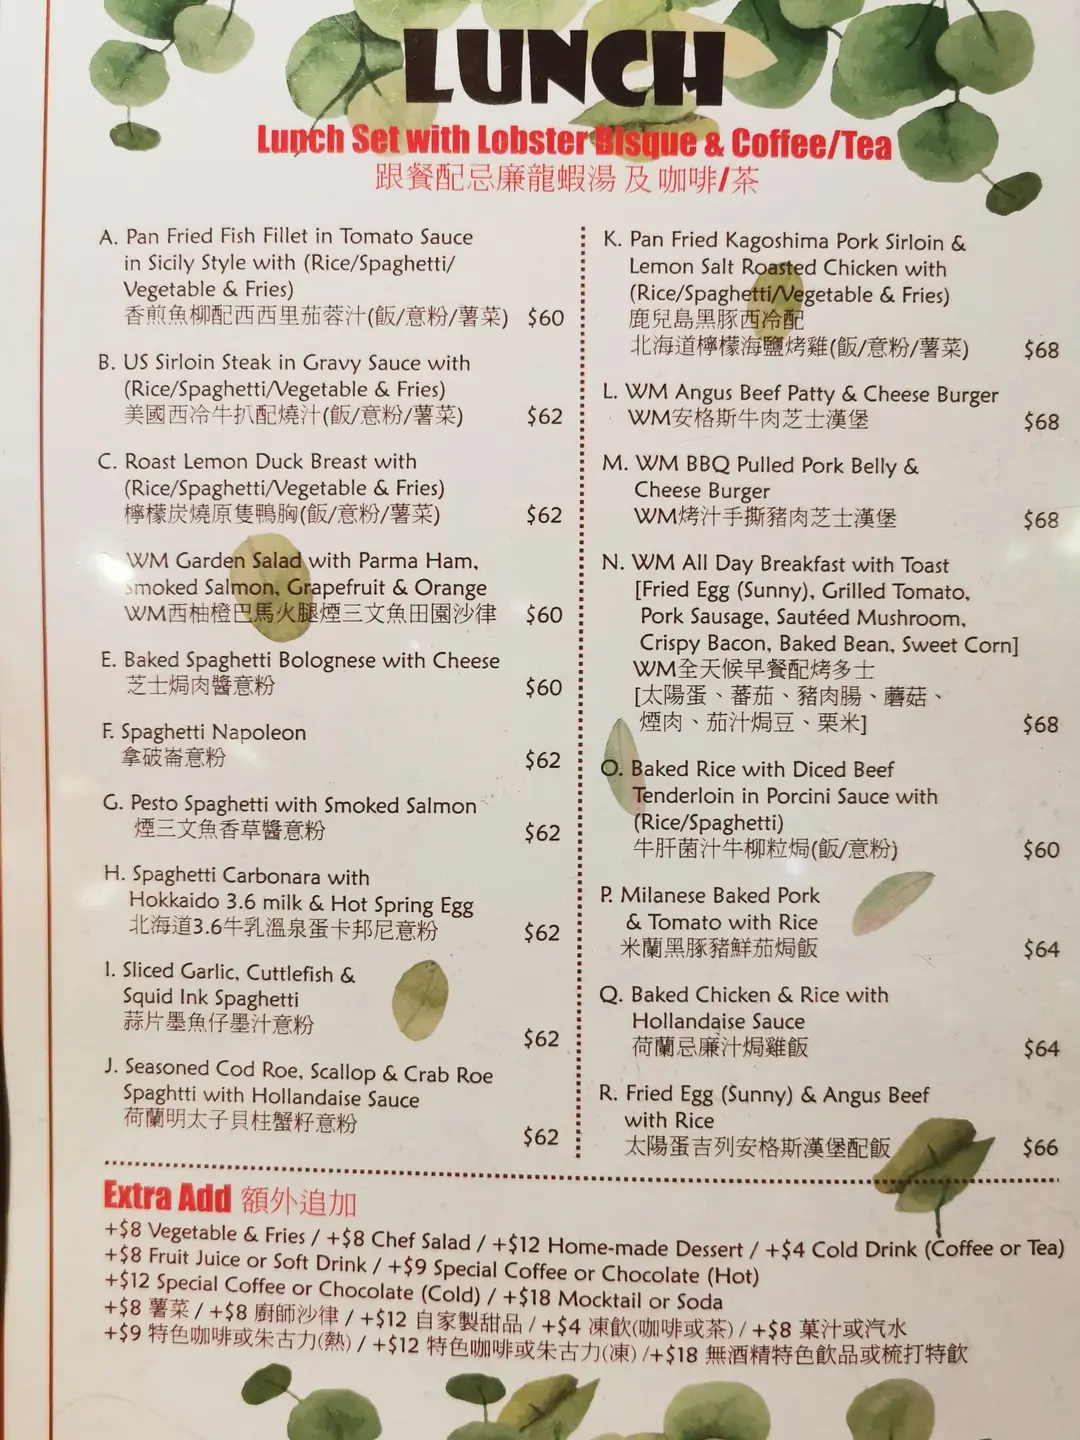 LUNCH
Lunch Set with Lobster Bisque & Coffee/Tea
跟餐配忌廉龍蝦湯 及 咖啡/茶
A. Pan Fried Fish Fillet in Tomato Sauce
in Sicily Style with (Rice/Spaghetti/
Vegetable & Fries)
香煎魚柳配西西里茄蓉汁(飯/意粉/薯菜) $60
B. US Sirloin Steak in Gravy Sauce with
(Rice/Spaghetti/Vegetable & Fries)
美國西冷牛扒配燒汁(飯/意粉/薯菜) $62
C. Roast Lemon Duck Breast with
(Rice/Spaghetti/Vegetable & Fries)
檸檬炭燒原隻鴨胸(飯/意粉/薯菜) $62
WM Garden Salad with Parma Ham,
Smoked Salmon, Grapefruit & Orange
WM西柚橙巴馬火腿煙三文魚田園沙律 $60
E. Baked Spaghetti Bolognese with Cheese
芝士焗肉醬意粉 $60
F. Spaghetti Napoleon
拿破崙意粉 $62
G. Pesto Spaghetti with Smoked Salmon
煙三文魚香草醬意粉 $62
H. Spaghetti Carbonara with
Hokkaido 3.6 milk & Hot Spring Egg
北海道3.6牛乳溫泉蛋卡邦尼意粉 $62
I. Sliced Garlic, Cuttlefish &
Squid Ink Spaghetti
蒜片墨魚仔墨汁意粉 $62
J. Seasoned Cod Roe, Scallop & Crab Roe
Spaghtti with Hollandaise Sauce
荷蘭明太子貝柱蟹籽意粉 $62
K. Pan Fried Kagoshima Pork Sirloin &
Lemon Salt Roasted Chicken with
(Rice/Spaghetti/Vegetable & Fries)
鹿兒島黑豚西冷配
北海道檸檬海鹽烤雞(飯/意粉/薯菜) $68
L. WM Angus Beef Patty & Cheese Burger
WM安格斯牛肉芝士漢堡 $68
M. WM BBQ Pulled Pork Belly &
Cheese Burger
WM烤汁手撕豬肉芝士漢堡 $68
N. WM All Day Breakfast with Toast
[Fried Egg (Sunny), Grilled Tomato,
Pork Sausage, Sautéed Mushroom,
Crispy Bacon, Baked Bean, Sweet Corn]
WM全天候早餐配烤多士
[太陽蛋、蕃茄、豬肉腸、蘑菇、
煙肉、茄汁焗豆、粟米] $68
O. Baked Rice with Diced Beef
Tenderloin in Porcini Sauce with
(Rice/Spaghetti)
牛肝菌汁牛柳粒焗(飯/意粉) $60
P. Milanese Baked Pork
& Tomato with Rice
米蘭黑豚豬鮮茄焗飯 $64
Q. Baked Chicken & Rice with
Hollandaise Sauce
荷蘭忌廉汁焗雞飯 $64
R. Fried Egg (Sunny) & Angus Beef
with Rice
太陽蛋吉列安格斯漢堡配飯 $66
Extra Add 額外追加
+$8 Vegetable & Fries / +$8 Chef Salad / +$12 Home-made Dessert / +$4 Cold Drink (Coffee or Tea)
+$8 Fruit Juice or Soft Drink / +$9 Special Coffee or Chocolate (Hot)
+$12 Special Coffee or Chocolate (Cold) / +$18 Mocktail or Soda
+$8 薯菜 / +$8 廚師沙律 / +$12 自家製甜品 / +$4 凍飲(咖啡或茶) / +$8 菓汁或汽水
+$9 特色咖啡或朱古力(熱) / +$12 特色咖啡或朱古力(凍) /+$18 無酒精特色飲品或梳打特飲